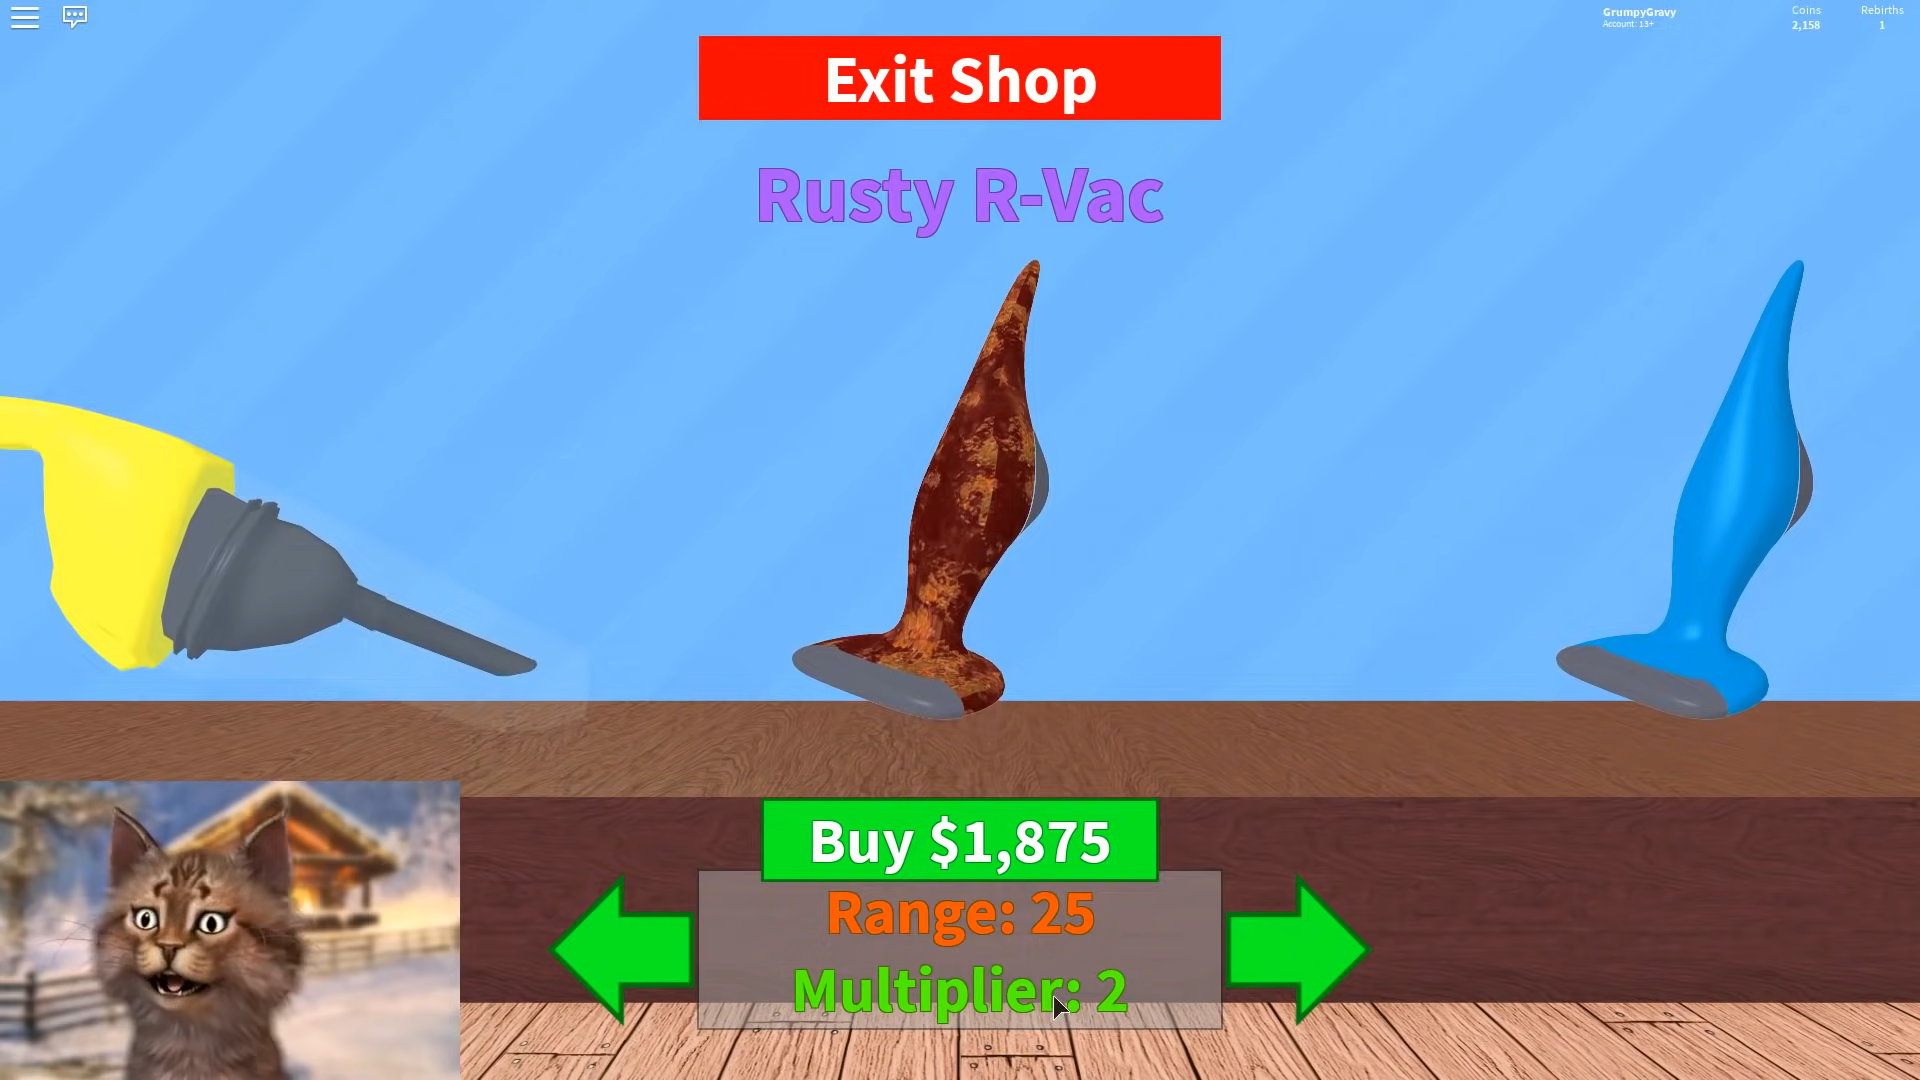 GrumpyGravy
Account: 13+
Coins
2,158
Rebirths
1
Exit Shop
Rusty R-Vac
Buy $1,875
Range: 25
Multiplier: 2